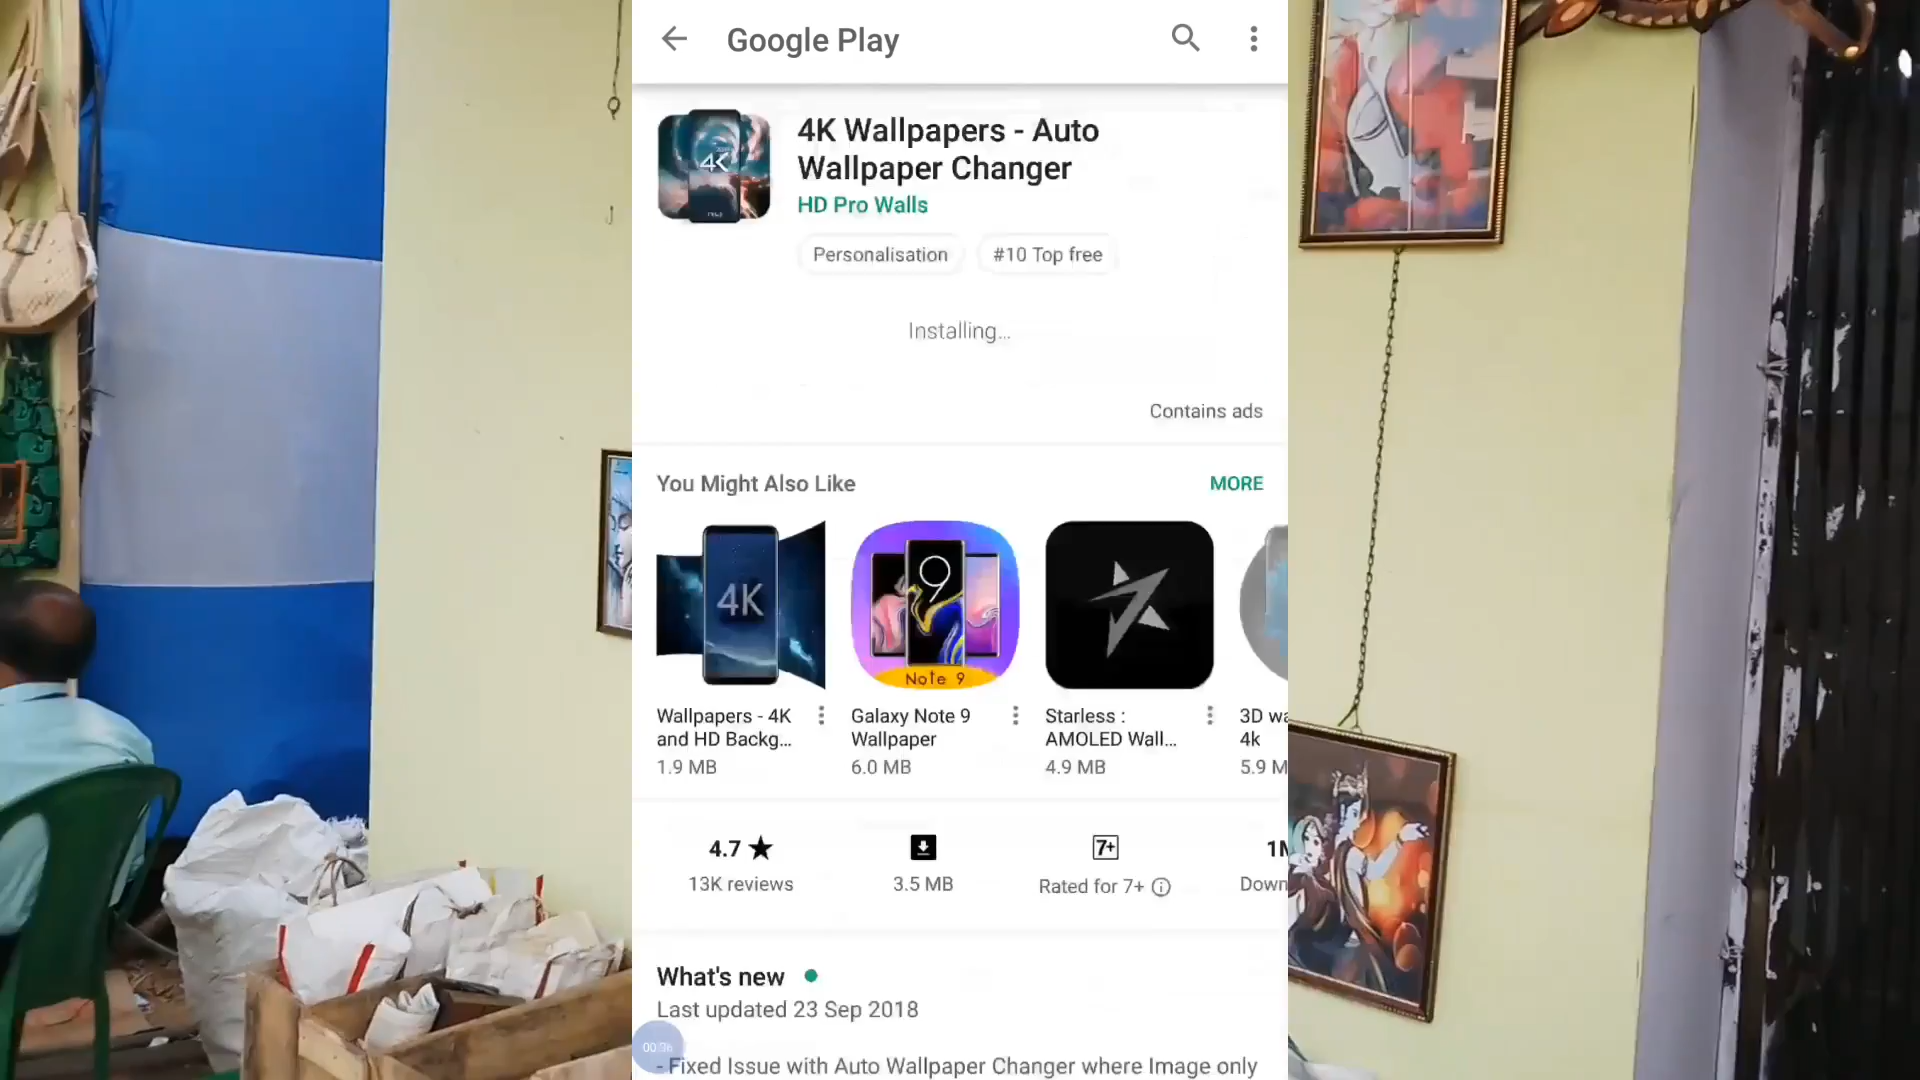 Google Play
4K
4K Wallpapers - Auto
Wallpaper Changer
HD Pro Walls
Personalisation
#10 Top free
Installing...
Contains ads
You Might Also Like
MORE
4K
9
Note 9
Wallpapers - 4K
and HD Backg...
1.9 MB
Galaxy Note 9
Wallpaper
6.0 MB
Starless :
AMOLED Wall...
4.9 MB
3D wa
4k
5.9 M
4.7 ★
13K reviews
3.5 MB
7+
Rated for 7+
1M
Down
What's new
Last updated 23 Sep 2018
- Fixed Issue with Auto Wallpaper Changer where Image only